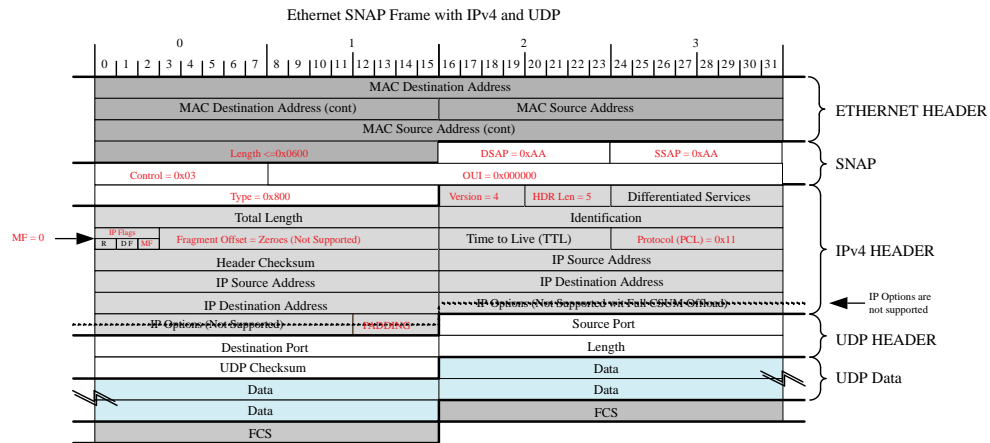 Ethernet SNAP Frame with IPv4 and UDP
0 1 2 3
0 1 2 3 4 5 6 7 8 9 10 11 12 13 14 15 16 17 18 19 20 21 22 23 24 25 26 27 28 29 30 31
MAC Destination Address
MAC Destination Address (cont) MAC Source Address
ETHERNET HEADER
MAC Source Address (cont)
Length <=0x0600 DSAP = 0xAA SSAP = 0xAA
SNAP
Control = 0x03 OUI = 0x000000
Type = 0x800 Version = 4 HDR Len = 5 Differentiated Services
Total Length Identification
MF = 0
IP Flags
R D F MF Fragment Offset = Zeroes (Not Supported) Time to Live (TTL) Protocol (PCL) = 0x11
IPv4 HEADER
Header Checksum IP Source Address
IP Source Address IP Destination Address
IP Destination Address IP Options (Not Supported wit Full CSUM Offload)
IP Options are
not supported
IP Options (Not Supported) PADDING Source Port
UDP HEADER
Destination Port Length
UDP Checksum Data
UDP Data
Data Data
Data FCS
FCS